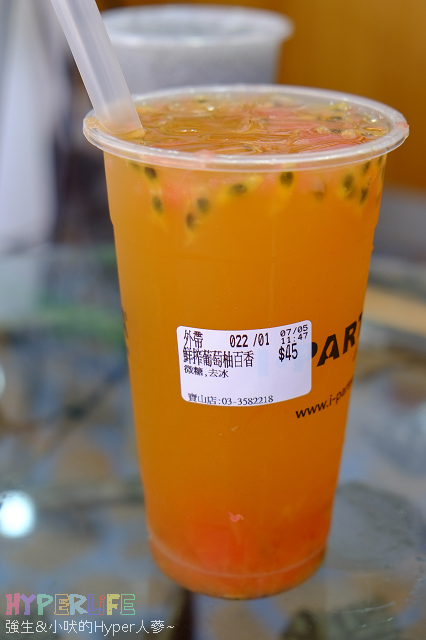 外帶 022 /01 07/05 11:47
鮮搾葡萄柚百香 $45
微糖,去冰
寶山店:03-3582218
PART
www.i-par
HYPERLIFE
強生&小吠的Hyper人蔘~